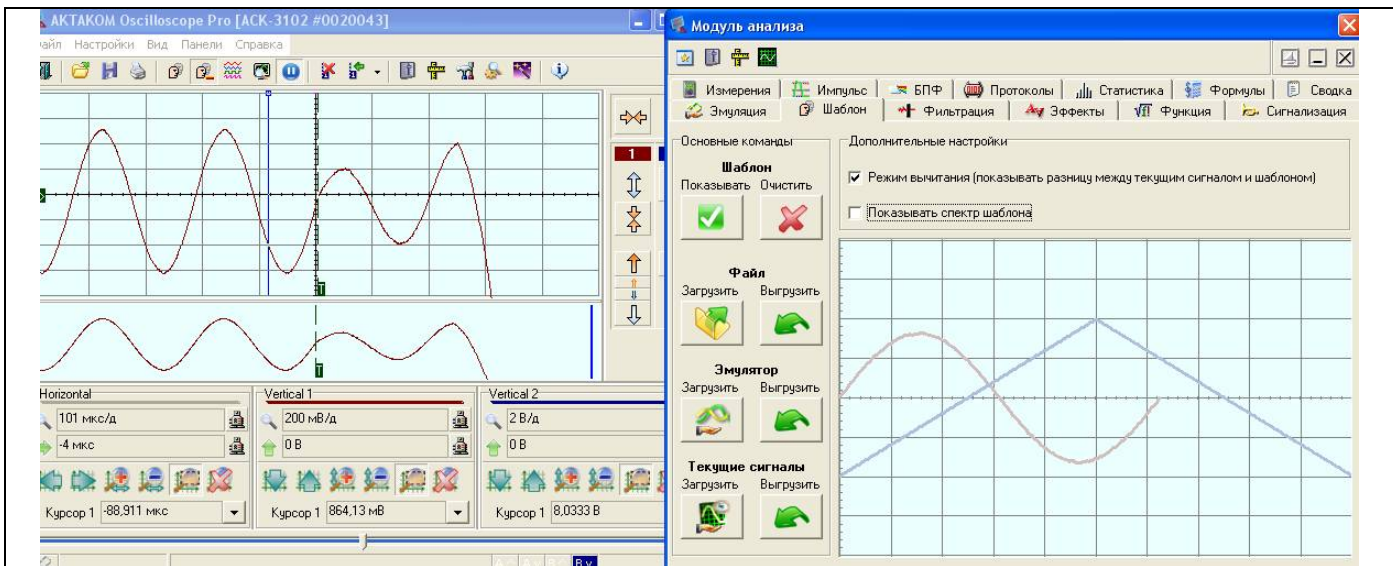 AKTAKOM Oscilloscope Pro [ACK-3102 #0020043]
Настройки Вид Панели Справка
1
T
T
Horizontal
101 мкс/д
-4 мкс
Курсор 1 -88,911 мкс
Vertical 1
200 мВ/д
0 В
Курсор 1 864,13 мВ
Vertical 2
2 В/д
0 В
Курсор 1 8,0333 В
Модуль анализа
Измерения Импульс БПФ Протоколы Статистика Формулы Сводка
Эмуляция Шаблон Фильтрация Эффекты Функция Сигнализация
Основные команды
Шаблон
Показывать Очистить
Файл
Загрузить Выгрузить
Эмулятор
Загрузить Выгрузить
Текущие сигналы
Загрузить Выгрузить
Дополнительные настройки
Режим вычитания (показывать разницу между текущим сигналом и шаблоном)
Показывать спектр шаблона